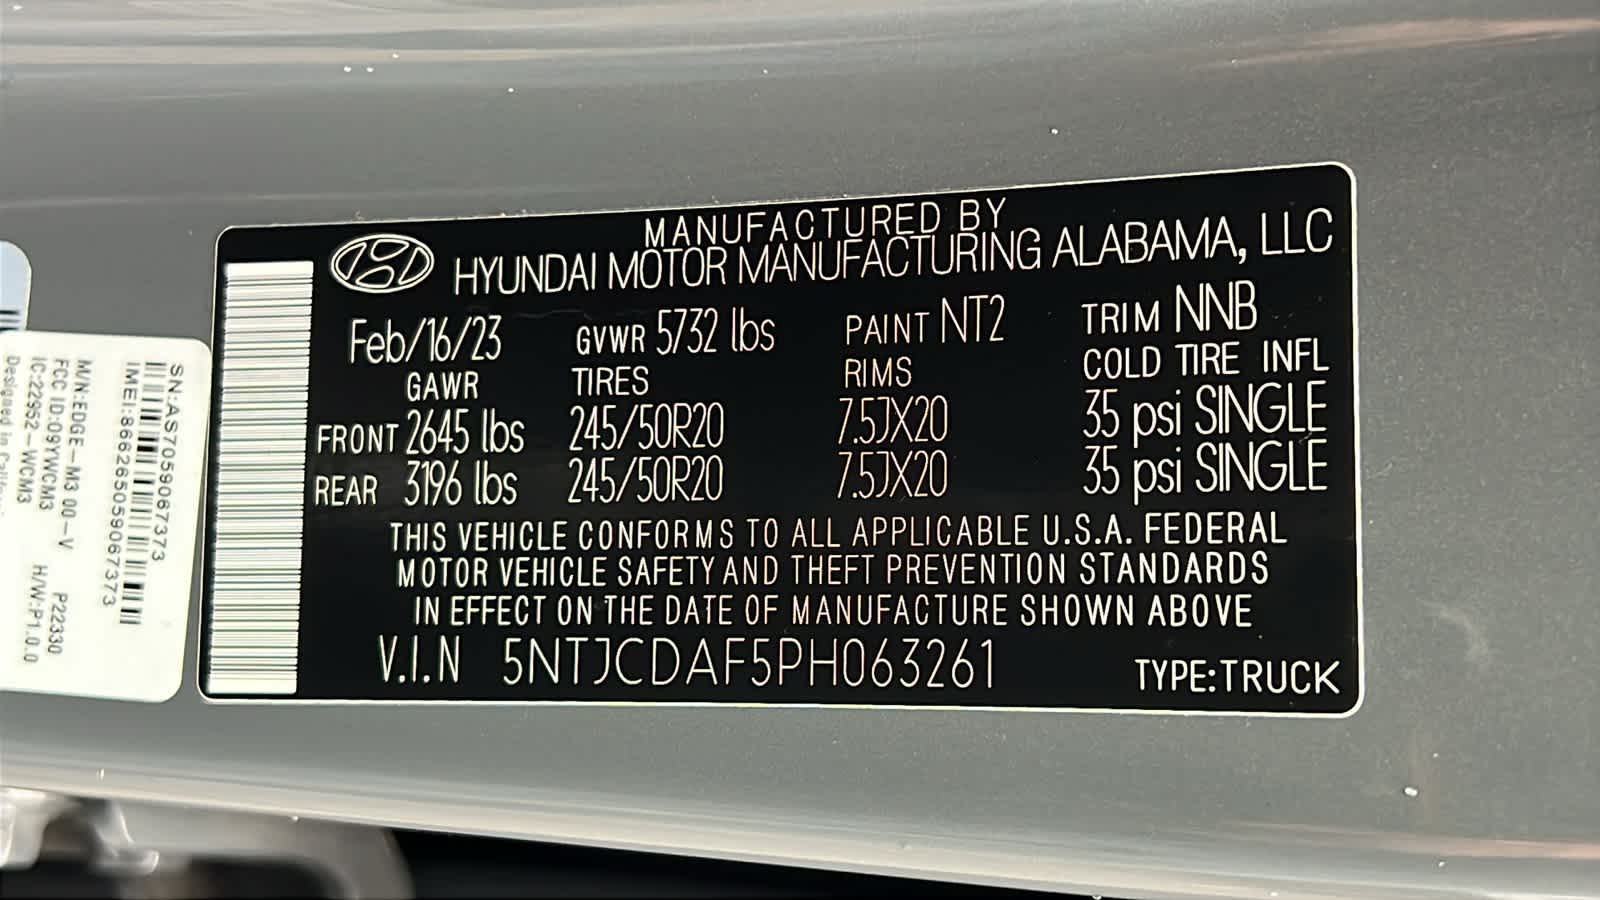 MANUFACTURED BY
HYUNDAI MOTOR MANUFACTURING ALABAMA, LLC
Feb/16/23 GVWR 5732 lbs PAINT NT2 TRIM NNB
GAWR TIRES RIMS COLD TIRE INFL
FRONT 2645 lbs 245/50R20 7.5JX20 35 psi SINGLE
REAR 3196 lbs 245/50R20 7.5JX20 35 psi SINGLE
THIS VEHICLE CONFORMS TO ALL APPLICABLE U.S.A. FEDERAL
MOTOR VEHICLE SAFETY AND THEFT PREVENTION STANDARDS
IN EFFECT ON THE DATE OF MANUFACTURE SHOWN ABOVE
V.I.N 5NTJCDAF5PH063261 TYPE:TRUCK
SN:AS705059067373
IMEI:866265059067373
M/N:EDGE-M3 00-V P22330
FCC ID:09YWCM3
IC:22952-WCM3 H/W:P1.0.0
Designed in